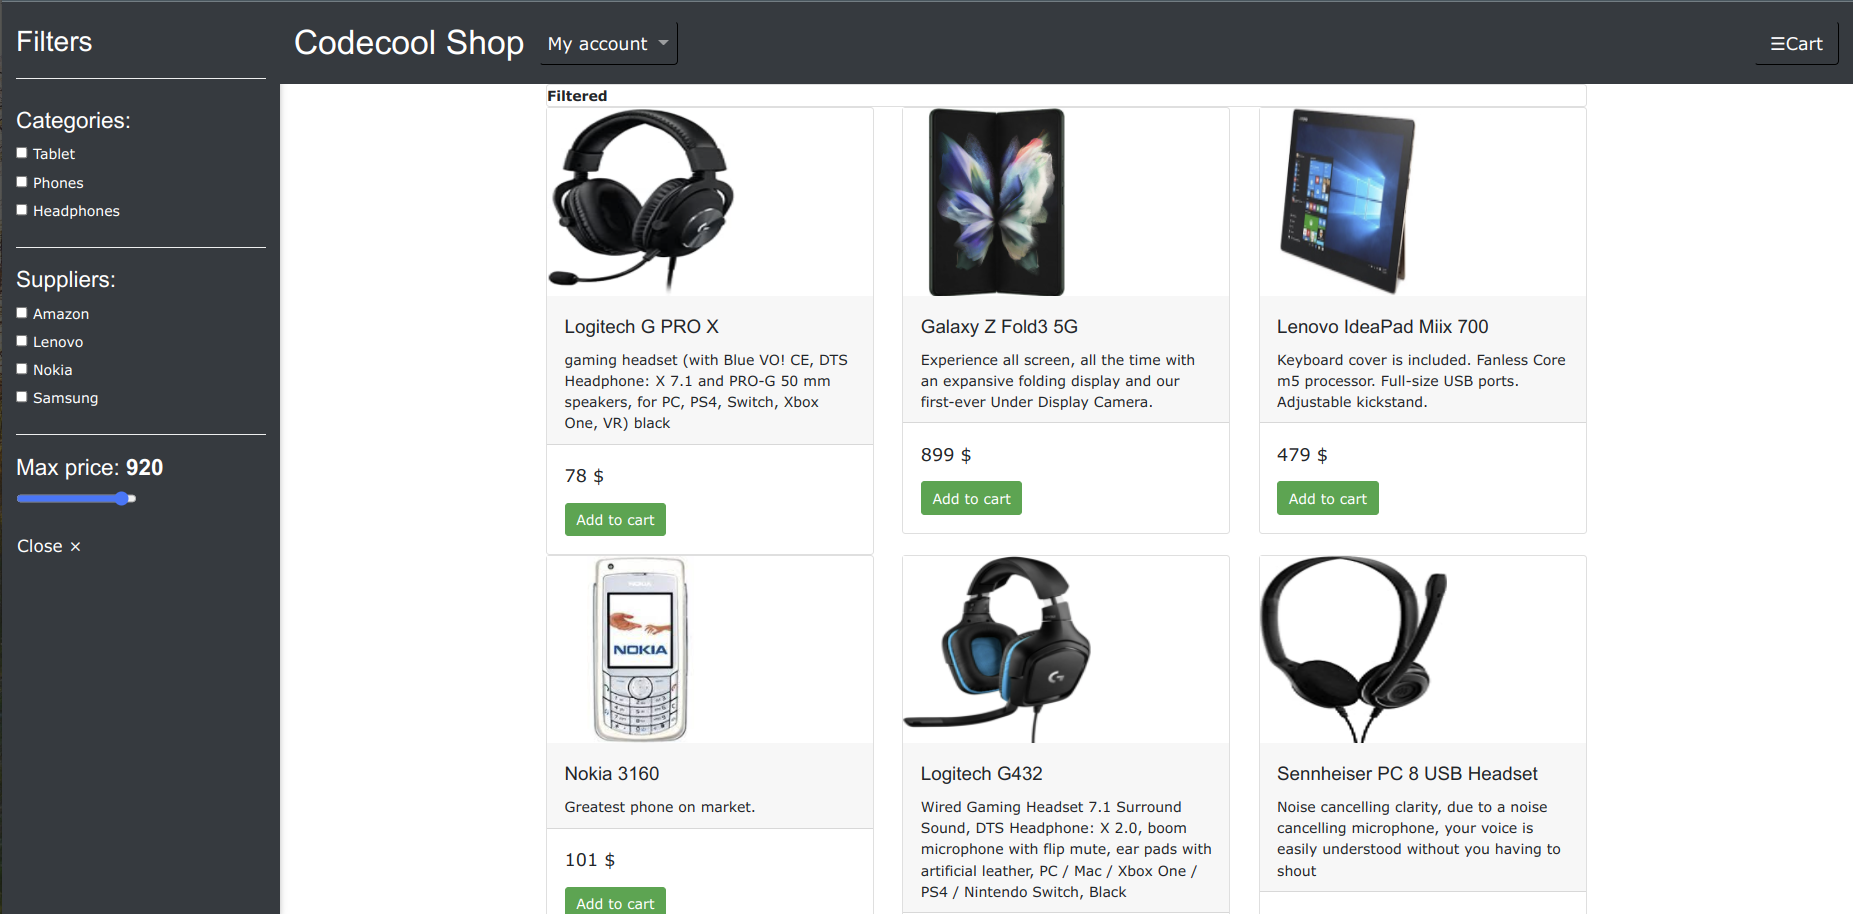 Filters
Codecool Shop
My account
☰Cart
Categories:
Tablet
Phones
Headphones
Suppliers:
Amazon
Lenovo
Nokia
Samsung
Max price: 920
Close ×
Filtered
Logitech G PRO X
gaming headset (with Blue VO! CE, DTS
Headphone: X 7.1 and PRO-G 50 mm
speakers, for PC, PS4, Switch, Xbox
One, VR) black
78 $
Add to cart
Galaxy Z Fold3 5G
Experience all screen, all the time with
an expansive folding display and our
first-ever Under Display Camera.
899 $
Add to cart
Lenovo IdeaPad Miix 700
Keyboard cover is included. Fanless Core
m5 processor. Full-size USB ports.
Adjustable kickstand.
479 $
Add to cart
NOKIA
NOKIA
Nokia 3160
Greatest phone on market.
101 $
Add to cart
Logitech G432
Wired Gaming Headset 7.1 Surround
Sound, DTS Headphone: X 2.0, boom
microphone with flip mute, ear pads with
artificial leather, PC / Mac / Xbox One /
PS4 / Nintendo Switch, Black
Sennheiser PC 8 USB Headset
Noise cancelling clarity, due to a noise
cancelling microphone, your voice is
easily understood without you having to
shout